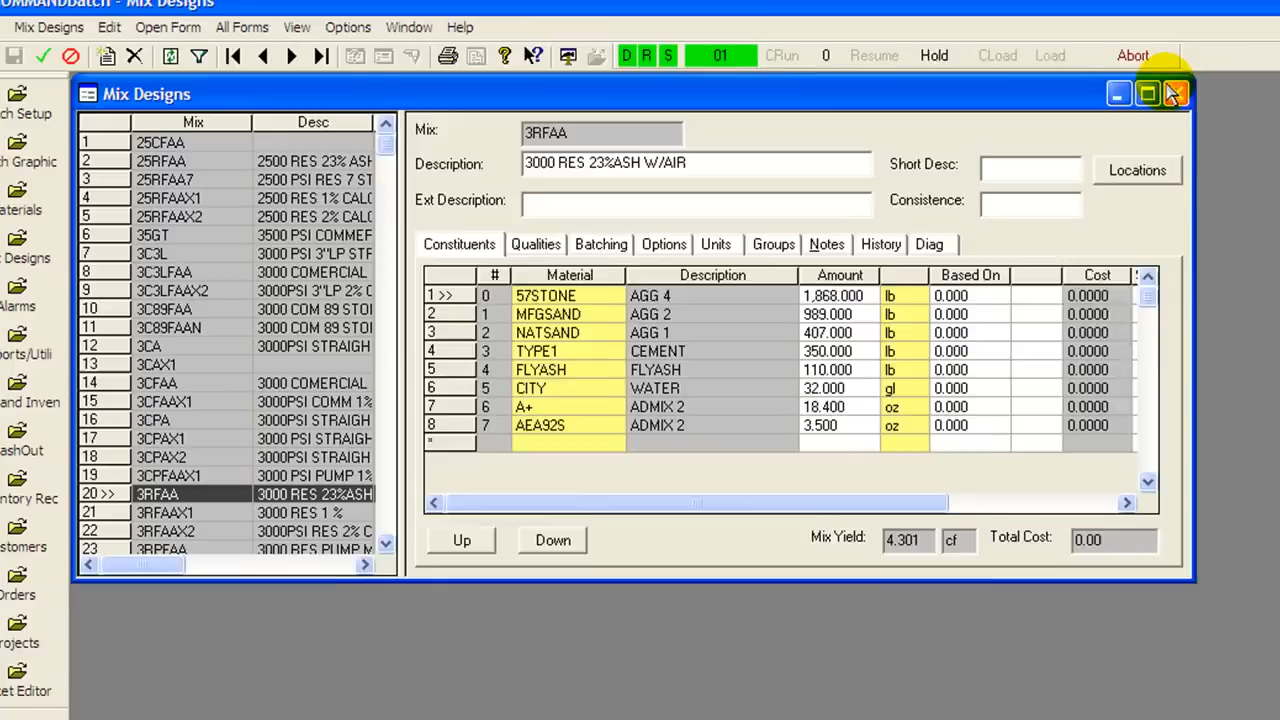 OMMANDBatch - Mix Designs
Mix Designs Edit Open Form All Forms View Options Window Help
D R S 01 CRun 0 Resume Hold CLoad Load Abort
ch Setup
h Graphic
aterials
Designs
Alarms
ports/Utili
and Inven
ashOut
ntory Rec
ustomers
Orders
rojects
ket Editor
Mix Designs
Mix Desc
1 25CFAA
2 25RFAA 2500 RES 23% ASH
3 25RFAA7 2500 PSI RES 7 ST
4 25RFAAX1 2500 RES 1% CALC
5 25RFAAX2 2500 RES 2% CALC
6 35GT 3500 PSI COMMEF
7 3C3L 3000 PSI 3"LP STF
8 3C3LFAA 3000 COMERCIAL
9 3C3LFAAX2 3000 PSI 3"LP 2% C
10 3C89FAA 3000 COM 89 STO
11 3C89FAAN 3000 COM 89 STO
12 3CA 3000PSI STRAIGH
13 3CAX1
14 3CFAA 3000 COMERCIAL
15 3CFAAX1 3000PSI COMM 1%
16 3CPA 3000PSI STRAIGH
17 3CPAX1 3000PSI STRAIGH
18 3CPAX2 3000 PSI STRAIGH
19 3CPFAAX1 3000 PSI PUMP 1%
20 >> 3RFAA 3000 RES 23%ASH
21 3RFAAX1 3000 RES 1 %
22 3RFAAX2 3000PSI RES 2% C
23 3RPFAA 3000 RES PUMP M
Mix: 3RFAA
Description: 3000 RES 23%ASH W/AIR Short Desc: Locations
Ext Description: Consistence:
Constituents Qualities Batching Options Units Groups Notes History Diag
# Material Description Amount Based On Cost
1 >> 0 57STONE AGG 4 1,868.000 lb 0.000 0.0000
2 1 MFGSAND AGG 2 989.000 lb 0.000 0.0000
3 2 NATSAND AGG 1 407.000 lb 0.000 0.0000
4 3 TYPE1 CEMENT 350.000 lb 0.000 0.0000
5 4 FLYASH FLYASH 110.000 lb 0.000 0.0000
6 5 CITY WATER 32.000 gl 0.000 0.0000
7 6 A+ ADMIX 2 18.400 oz 0.000 0.0000
8 7 AEA92S ADMIX 2 3.500 oz 0.000 0.0000
*
Up Down Mix Yield: 4.301 cf Total Cost: 0.00